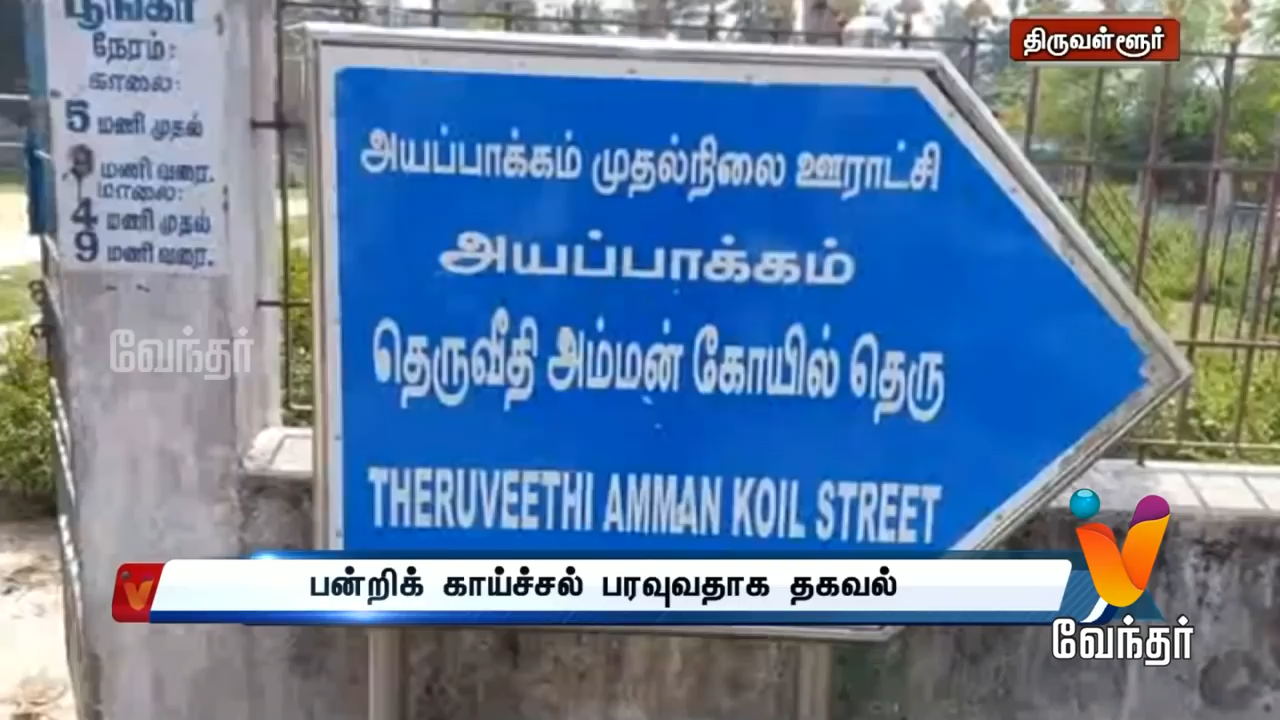 பூங்கா
நேரம்:
காலை:
5 மணி முதல்
9 மணி வரை.
மாலை:
4 மணி முதல்
9 மணி வரை.
திருவள்ளூர்
அயப்பாக்கம் முதல்நிலை ஊராட்சி
அயப்பாக்கம்
தெருவீதி அம்மன் கோயில் தெரு
THERUVEETHI AMMAN KOIL STREET
வேந்தர்
பன்றிக் காய்ச்சல் பரவுவதாக தகவல்
வேந்தர்